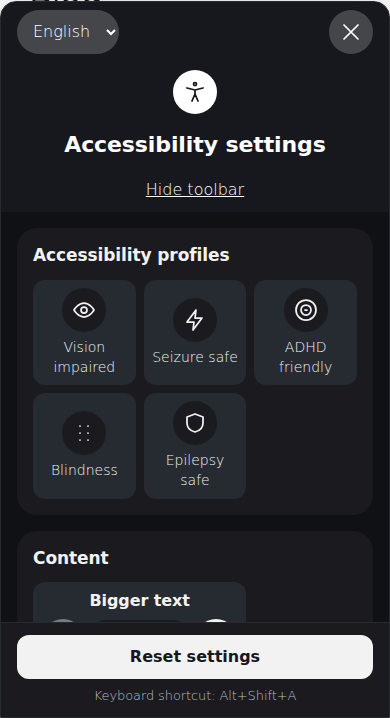 English
Accessibility settings
Hide toolbar
Accessibility profiles
Vision
impaired
Seizure safe
ADHD
friendly
Blindness
Epilepsy
safe
Content
Bigger text
Reset settings
Keyboard shortcut: Alt+Shift+A